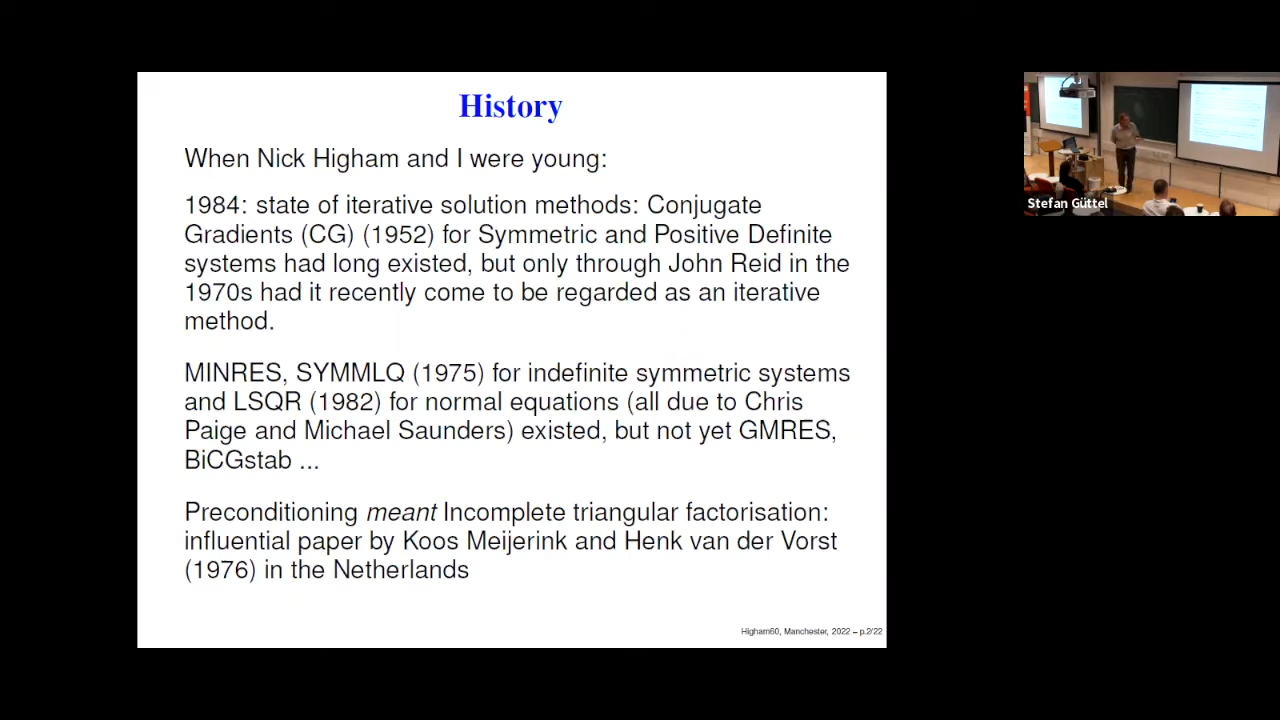 History
When Nick Higham and I were young:
1984: state of iterative solution methods: Conjugate
Gradients (CG) (1952) for Symmetric and Positive Definite
systems had long existed, but only through John Reid in the
1970s had it recently come to be regarded as an iterative
method.
MINRES, SYMMLQ (1975) for indefinite symmetric systems
and LSQR (1982) for normal equations (all due to Chris
Paige and Michael Saunders) existed, but not yet GMRES,
BiCGstab ...
Preconditioning meant Incomplete triangular factorisation:
influential paper by Koos Meijerink and Henk van der Vorst
(1976) in the Netherlands
Higham60, Manchester, 2022 – p.2/22
Stefan Güttel